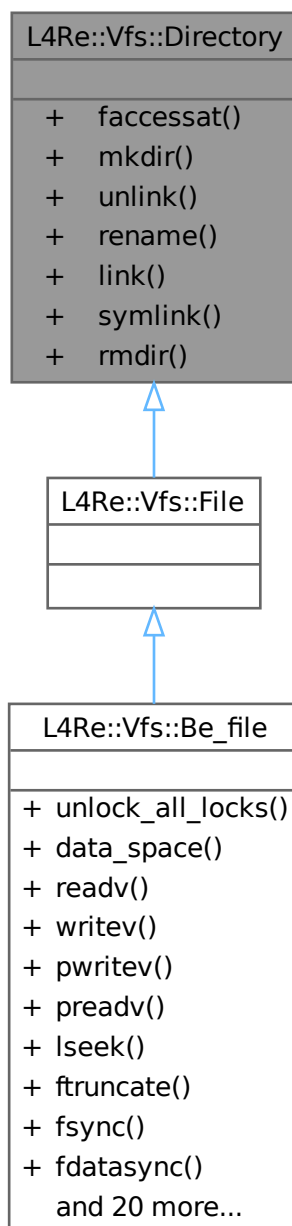 L4Re::Vfs::Directory
+ faccessat()
+ mkdir()
+ unlink()
+ rename()
+ link()
+ symlink()
+ rmdir()
L4Re::Vfs::File
L4Re::Vfs::Be_file
+ unlock_all_locks()
+ data_space()
+ readv()
+ writev()
+ pwritev()
+ preadv()
+ lseek()
+ ftruncate()
+ fsync()
+ fdatasync()
and 20 more...